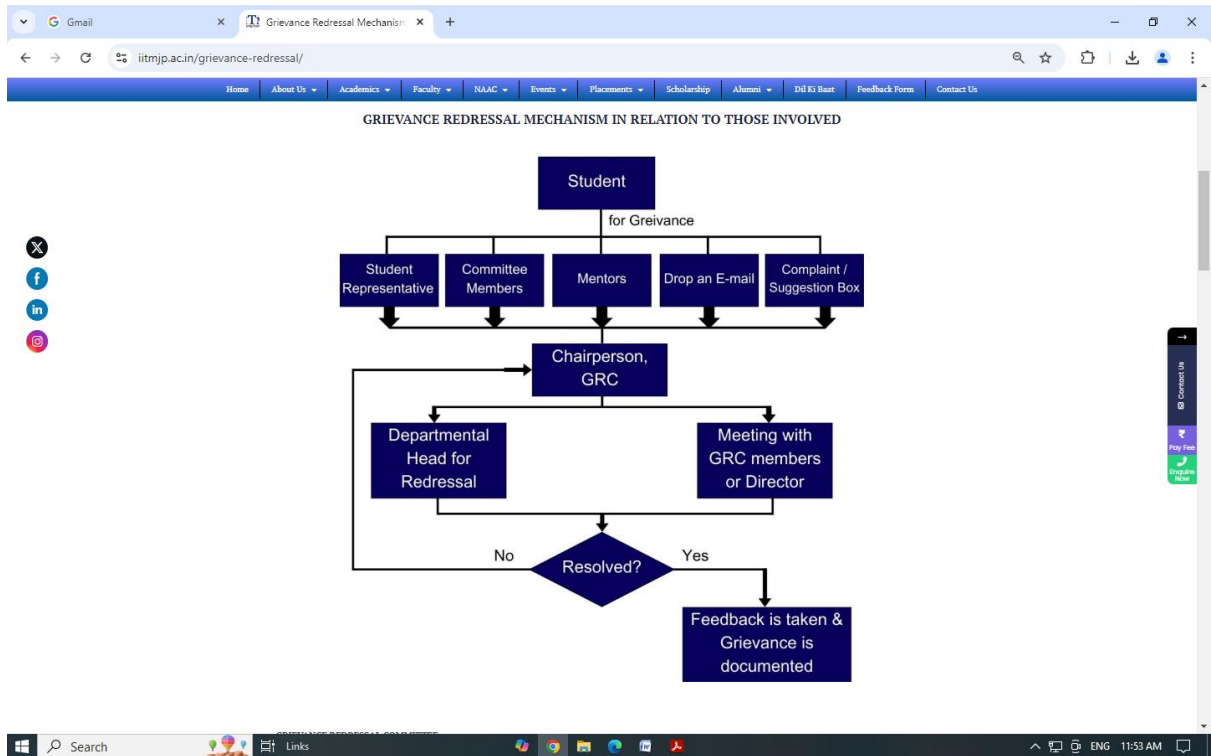 Gmail
Grievance Redressal Mechanism
iitmjp.ac.in/grievance-redressal/
Home About Us Academics Faculty NAAC Events Placements Scholarship Alumni Dil Ki Baat Feedback Form Contact Us
GRIEVANCE REDRESSAL MECHANISM IN RELATION TO THOSE INVOLVED
Student
for Greivance
Student
Representative
Committee
Members
Mentors
Drop an E-mail
Complaint /
Suggestion Box
Chairperson,
GRC
Departmental
Head for
Redressal
Meeting with
GRC members
or Director
No
Resolved?
Yes
Feedback is taken &
Grievance is
documented
Contact Us
Pay Fee
Enquire
Now
GRIEVANCE REDRESSAL COMMITTEE
Search
Links
ENG 11:53 AM